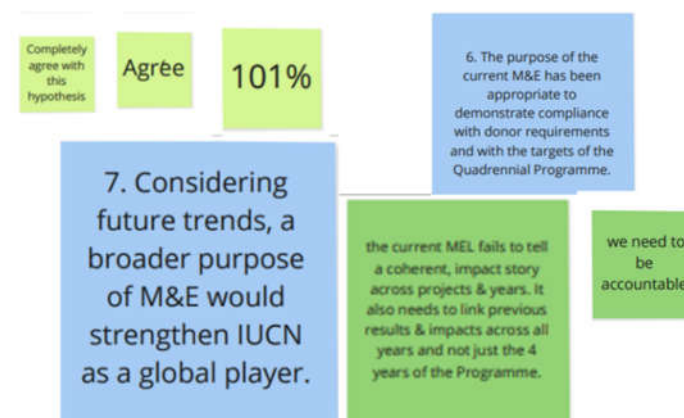 Completely
agree with
this
hypothesis
Agree
101%
6. The purpose of the
current M&E has been
appropriate to
demonstrate compliance
with donor requirements
and with the targets of the
Quadrennial Programme.
7. Considering
future trends, a
broader purpose
of M&E would
strengthen IUCN
as a global player.
the current MEL fails to tell
a coherent, impact story
across projects & years. It
also needs to link previous
results & impacts across all
years and not just the 4
years of the Programme.
we need to
be
accountable